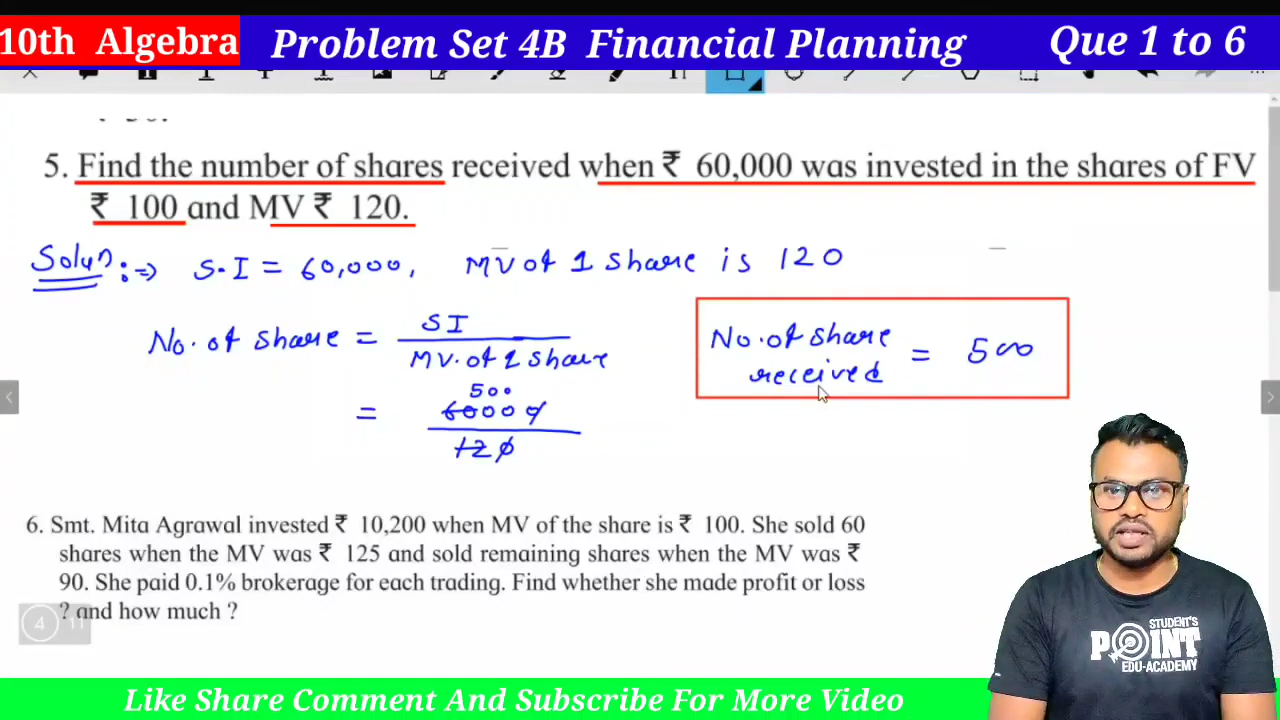 10th Algebra
Problem Set 4B Financial Planning
Que 1 to 6
5. Find the number of shares received when ₹ 60,000 was invested in the shares of FV
₹ 100 and MV ₹ 120.
Soluⁿ :⇒ S.I = 60,000, MV of 1 share is 120
No. of share = SI
MV. of 1 share
500
= 60000
120
No. of share
received = 500
6. Smt. Mita Agrawal invested ₹ 10,200 when MV of the share is ₹ 100. She sold 60
shares when the MV was ₹ 125 and sold remaining shares when the MV was ₹
90. She paid 0.1% brokerage for each trading. Find whether she made profit or loss
? and how much ?
4 11
STUDENT'S
POINT
EDU-ACADEMY
Like Share Comment And Subscribe For More Video